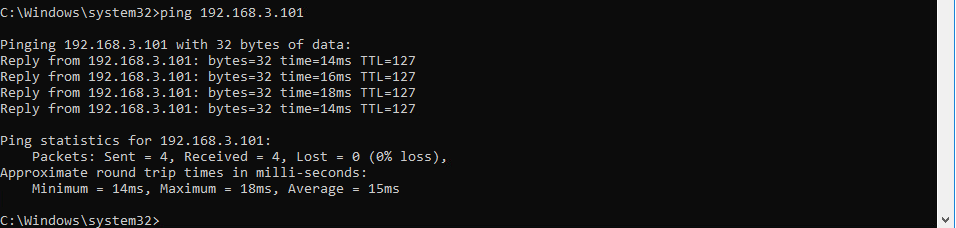 C:\Windows\system32>ping 192.168.3.101
Pinging 192.168.3.101 with 32 bytes of data:
Reply from 192.168.3.101: bytes=32 time=14ms TTL=127
Reply from 192.168.3.101: bytes=32 time=16ms TTL=127
Reply from 192.168.3.101: bytes=32 time=18ms TTL=127
Reply from 192.168.3.101: bytes=32 time=14ms TTL=127
Ping statistics for 192.168.3.101:
    Packets: Sent = 4, Received = 4, Lost = 0 (0% loss),
Approximate round trip times in milli-seconds:
    Minimum = 14ms, Maximum = 18ms, Average = 15ms
C:\Windows\system32>